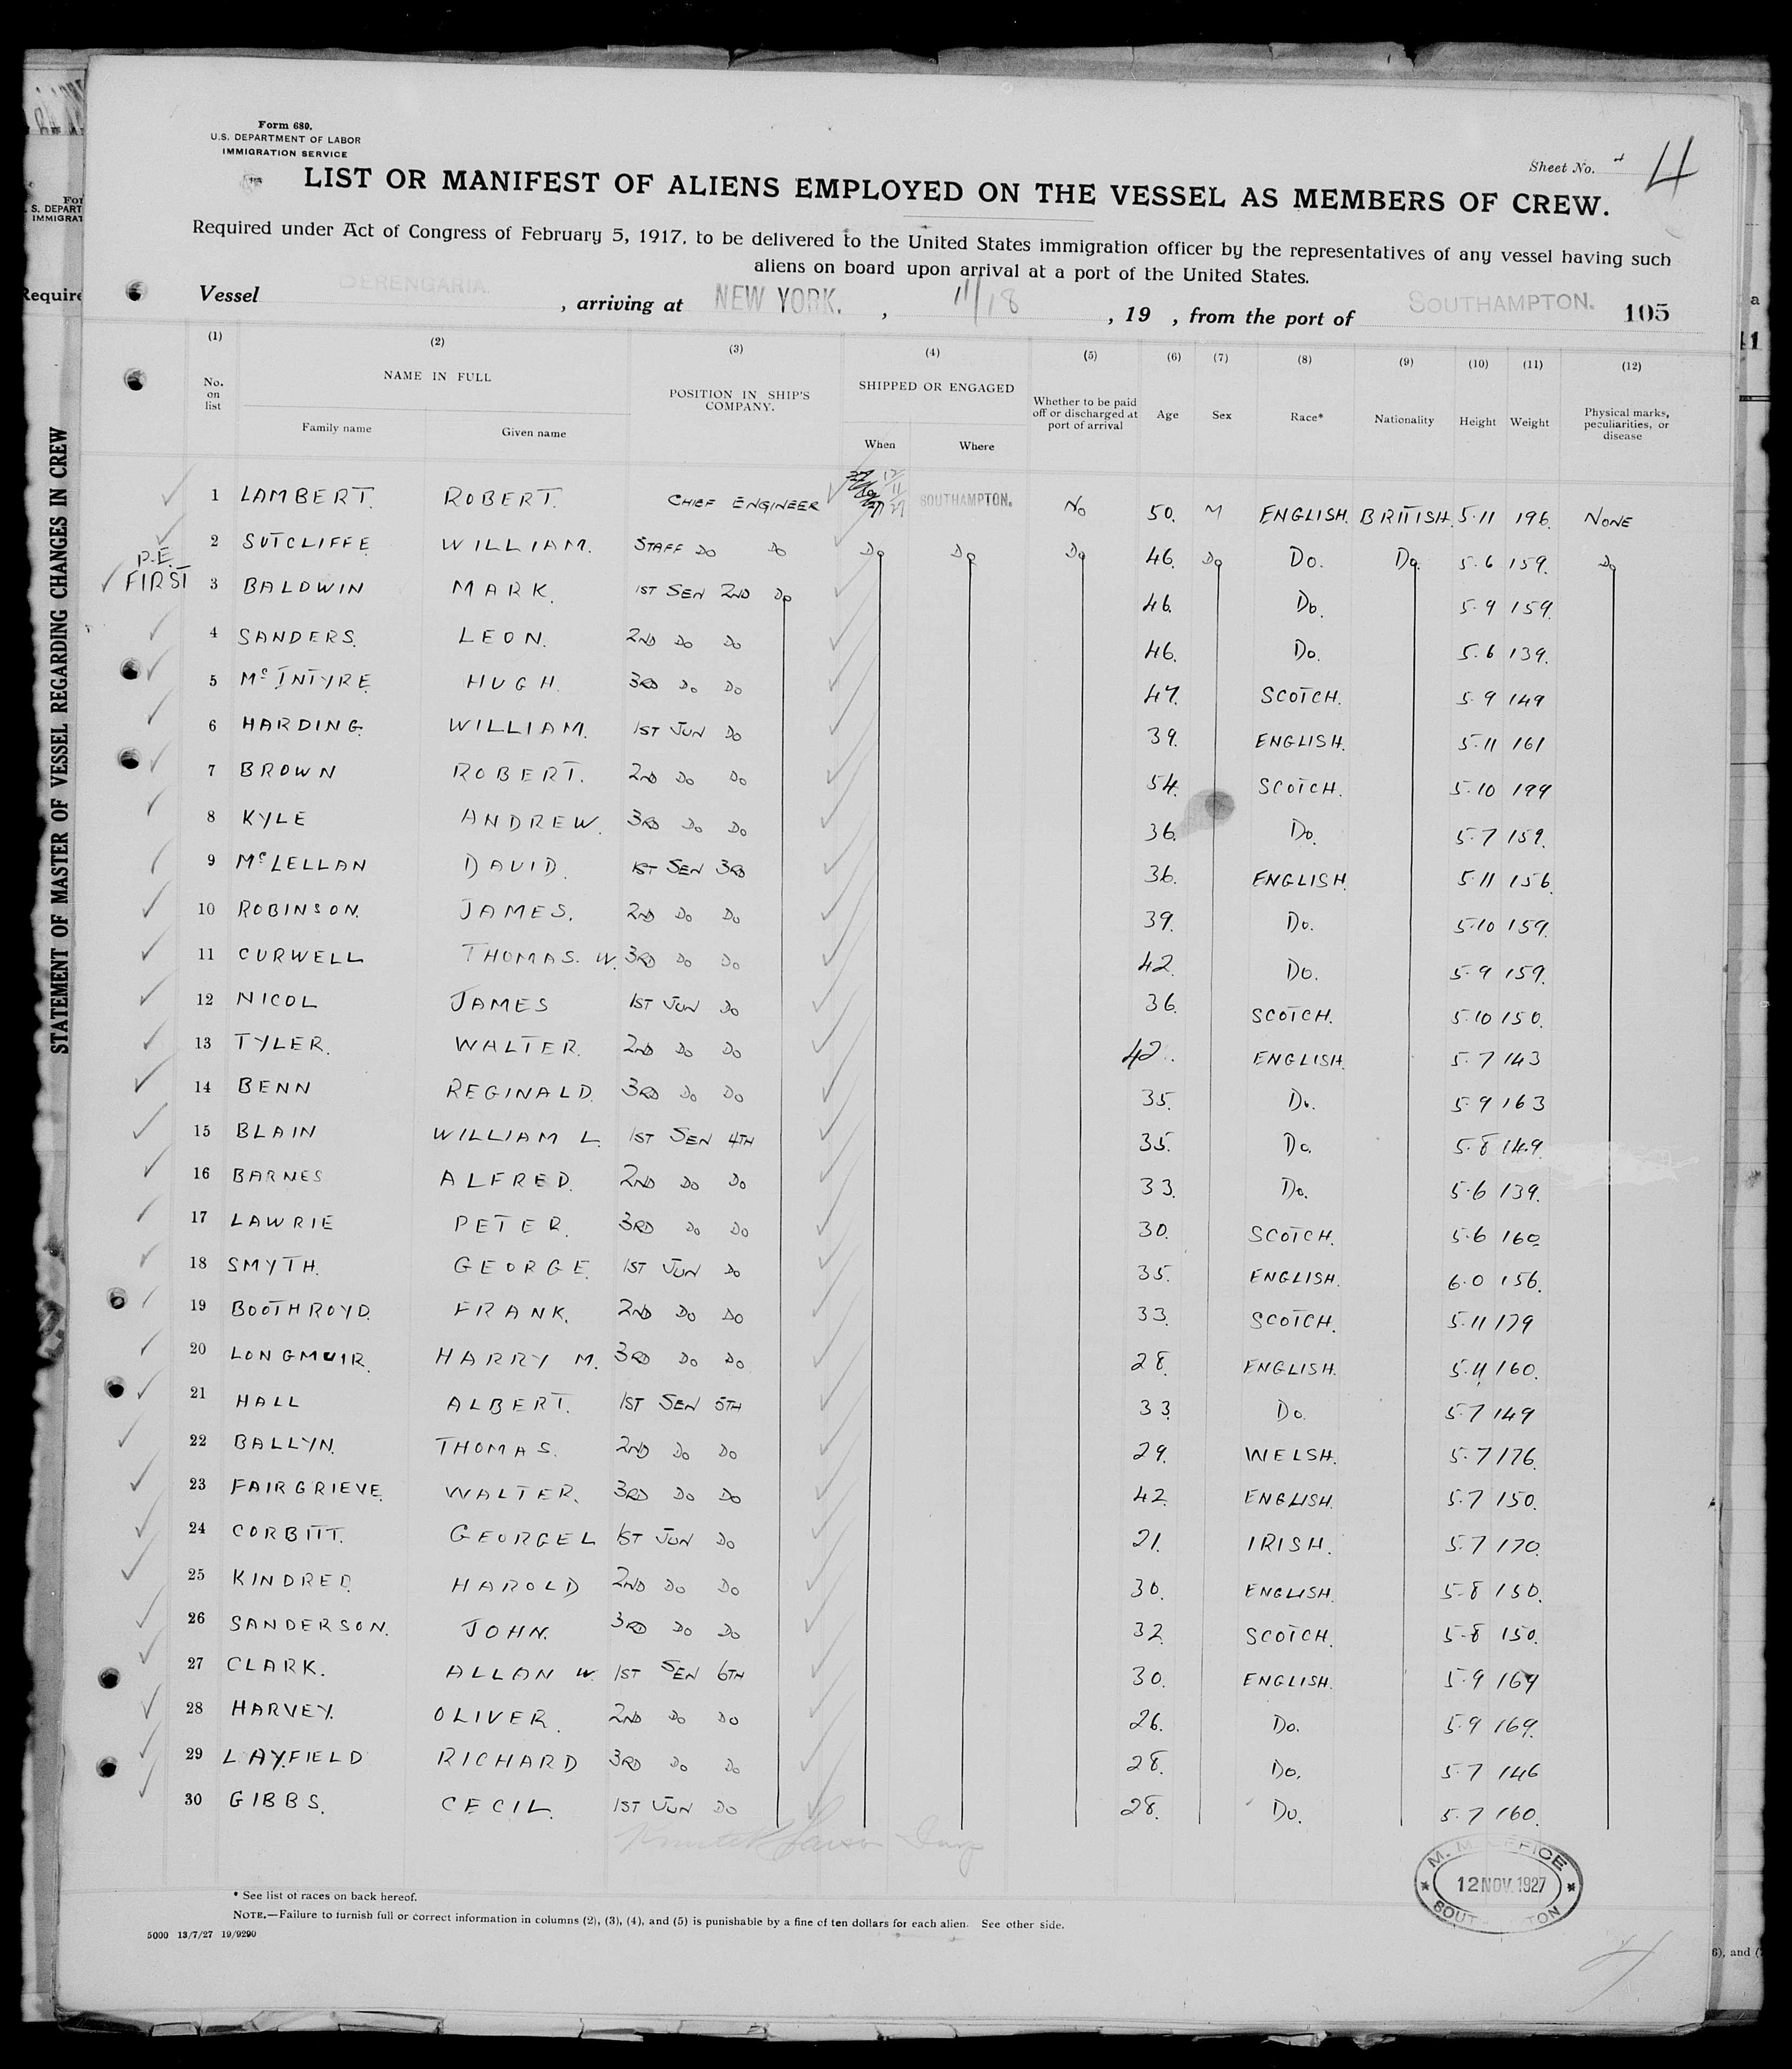 Form 680.
U.S. DEPARTMENT OF LABOR
IMMIGRATION SERVICE
Sheet No. 4
4
LIST OR MANIFEST OF ALIENS EMPLOYED ON THE VESSEL AS MEMBERS OF CREW.
Required under Act of Congress of February 5, 1917, to be delivered to the United States immigration officer by the representatives of any vessel having such
aliens on board upon arrival at a port of the United States.
Vessel BERENGARIA. , arriving at NEW YORK. , 11/18 , 19 , from the port of SOUTHAMPTON. 105
(1) (2) (3) (4) (5) (6) (7) (8) (9) (10) (11) (12)
No. on list NAME IN FULL Family name Given name POSITION IN SHIP'S COMPANY. SHIPPED OR ENGAGED When Where Whether to be paid off or discharged at port of arrival Age Sex Race* Nationality Height Weight Physical marks, peculiarities, or disease
1 LAMBERT. ROBERT. CHIEF ENGINEER 12/11/27 SOUTHAMPTON. No 50. M ENGLISH. BRITISH. 5.11 196. NONE
2 SUTCLIFFE WILLIAM. STAFF Do Do Do Do Do 46. Do Do. Do. 5.6 159. Do
P.E. FIRST 3 BALDWIN MARK. 1ST SEN 2ND Do 46. Do. 5.9 159.
4 SANDERS. LEON. 2ND Do Do 46. Do. 5.6 139.
5 McINTYRE HUGH. 3RD Do Do 47. SCOTCH. 5.9 149
6 HARDING. WILLIAM. 1ST JUN Do 39. ENGLISH. 5.11 161
7 BROWN ROBERT. 2ND Do Do 54. SCOTCH. 5.10 199
8 KYLE ANDREW. 3RD Do Do 36. Do. 5.7 159.
9 McLELLAN DAVID. 1ST SEN 3RD 36. ENGLISH. 5.11 156.
10 ROBINSON. JAMES. 2ND Do Do 39. Do. 5.10 159.
11 CURWELL THOMAS. W. 3RD Do Do 42. Do. 5.9 159.
12 NICOL JAMES 1ST JUN Do 36. SCOTCH. 5.10 150.
13 TYLER. WALTER. 2ND Do Do 42. ENGLISH. 5.7 143
14 BENN REGINALD. 3RD Do Do 35. Do. 5.9 163
15 BLAIN WILLIAM L. 1ST SEN 4TH 35. Do. 5.8 149.
16 BARNES ALFRED. 2ND Do Do 33. Do. 5.6 139.
17 LAWRIE PETER. 3RD Do Do 30. SCOTCH. 5.6 160
18 SMYTH. GEORGE. 1ST JUN Do 35. ENGLISH. 6.0 156.
19 BOOTHROYD. FRANK. 2ND Do Do 33. SCOTCH. 5.11 179
20 LONGMUIR. HARRY M. 3RD Do Do 28. ENGLISH. 160.
21 HALL ALBERT. 1ST SEN 5TH 33. Do. 5.7 149
22 BALLYN. THOMAS. 2ND Do Do 29. WELSH. 5.7 176.
23 FAIRGRIEVE. WALTER. 3RD Do Do 42. ENGLISH. 5.7 150.
24 CORBITT. GEORGE L 1ST JUN Do 21. IRISH. 5.7 170.
25 KINDRED HAROLD 2ND Do Do 30. ENGLISH. 5.8 150.
26 SANDERSON. JOHN. 3RD Do Do 32. SCOTCH. 5.8 150.
27 CLARK. ALLAN W. 1ST SEN 6TH 30. ENGLISH. 5.9 169
28 HARVEY. OLIVER. 2ND Do Do 26. Do. 5.9 169.
29 LAYFIELD RICHARD 3RD Do Do 28. Do. 5.7 146
30 GIBBS. CECIL. 1ST JUN Do 28. Do. 5.7 160.
M. M. OFFICE
12 NOV. 1927
* See list of races on back hereof.
NOTE.—Failure to furnish full or correct information in columns (2), (3), (4), and (5) is punishable by a fine of ten dollars for each alien. See other side.
5000 13/7/27 19/9290
STATEMENT OF MASTER OF VESSEL REGARDING CHANGES IN CREW